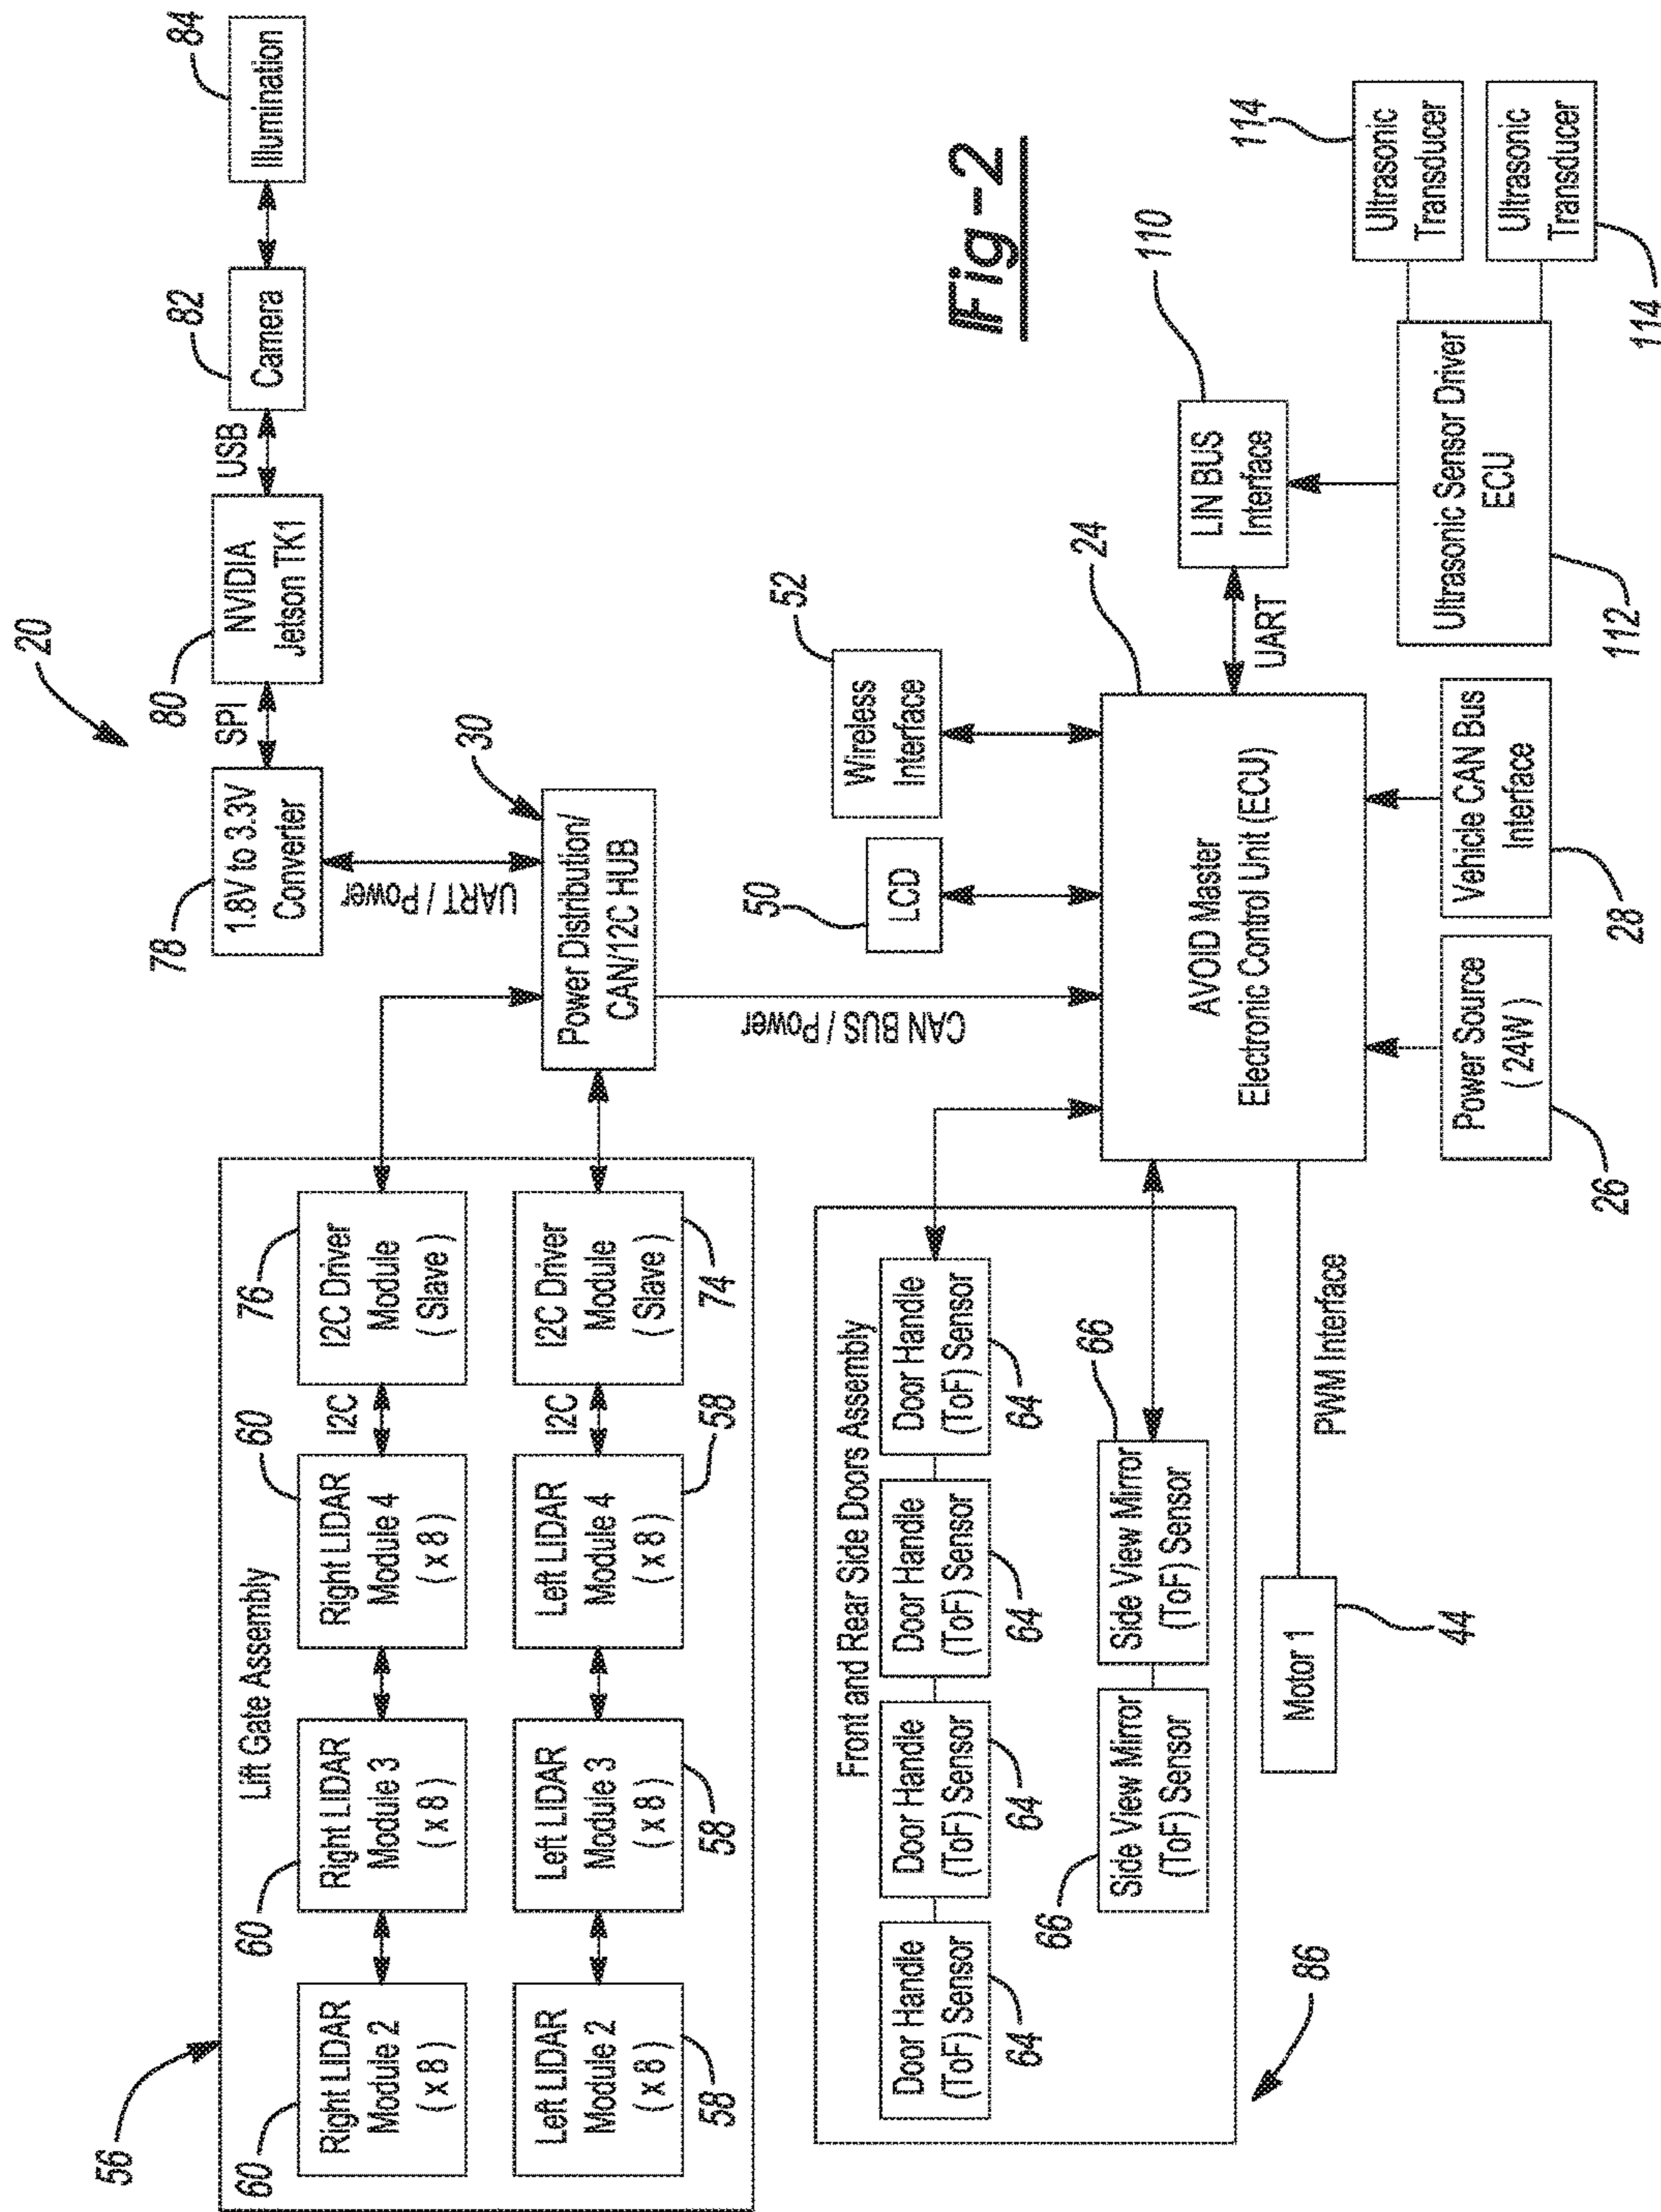 20
56
Lift Gate Assembly
60
Right LIDAR
Module 2
( x 8 )
60
Right LIDAR
Module 3
( x 8 )
60
Right LIDAR
Module 4
( x 8 )
I2C
76
I2C Driver
Module
( Slave )
Left LIDAR
Module 2
( x 8 )
58
Left LIDAR
Module 3
( x 8 )
58
Left LIDAR
Module 4
( x 8 )
58
I2C
I2C Driver
Module
( Slave )
74
78
1.8V to 3.3V
Converter
SPI
80
NVIDIA
Jetson TK1
USB
82
Camera
84
Illumination
UART / Power
30
Power Distribution/
CAN/12C HUB
CAN BUS / Power
Front and Rear Side Doors Assembly
Door Handle
(ToF) Sensor
64
Door Handle
(ToF) Sensor
64
Door Handle
(ToF) Sensor
64
Door Handle
(ToF) Sensor
64
66
Side View Mirror
(ToF) Sensor
66
Side View Mirror
(ToF) Sensor
86
50
LCD
52
Wireless
Interface
24
AVOID Master
Electronic Control Unit (ECU)
UART
110
LIN BUS
Interface
Fig-2
Motor 1
44
PWM Interface
Power Source
( 24W )
26
Vehicle CAN Bus
Interface
28
Ultrasonic Sensor Driver
ECU
112
114
Ultrasonic
Transducer
Ultrasonic
Transducer
114